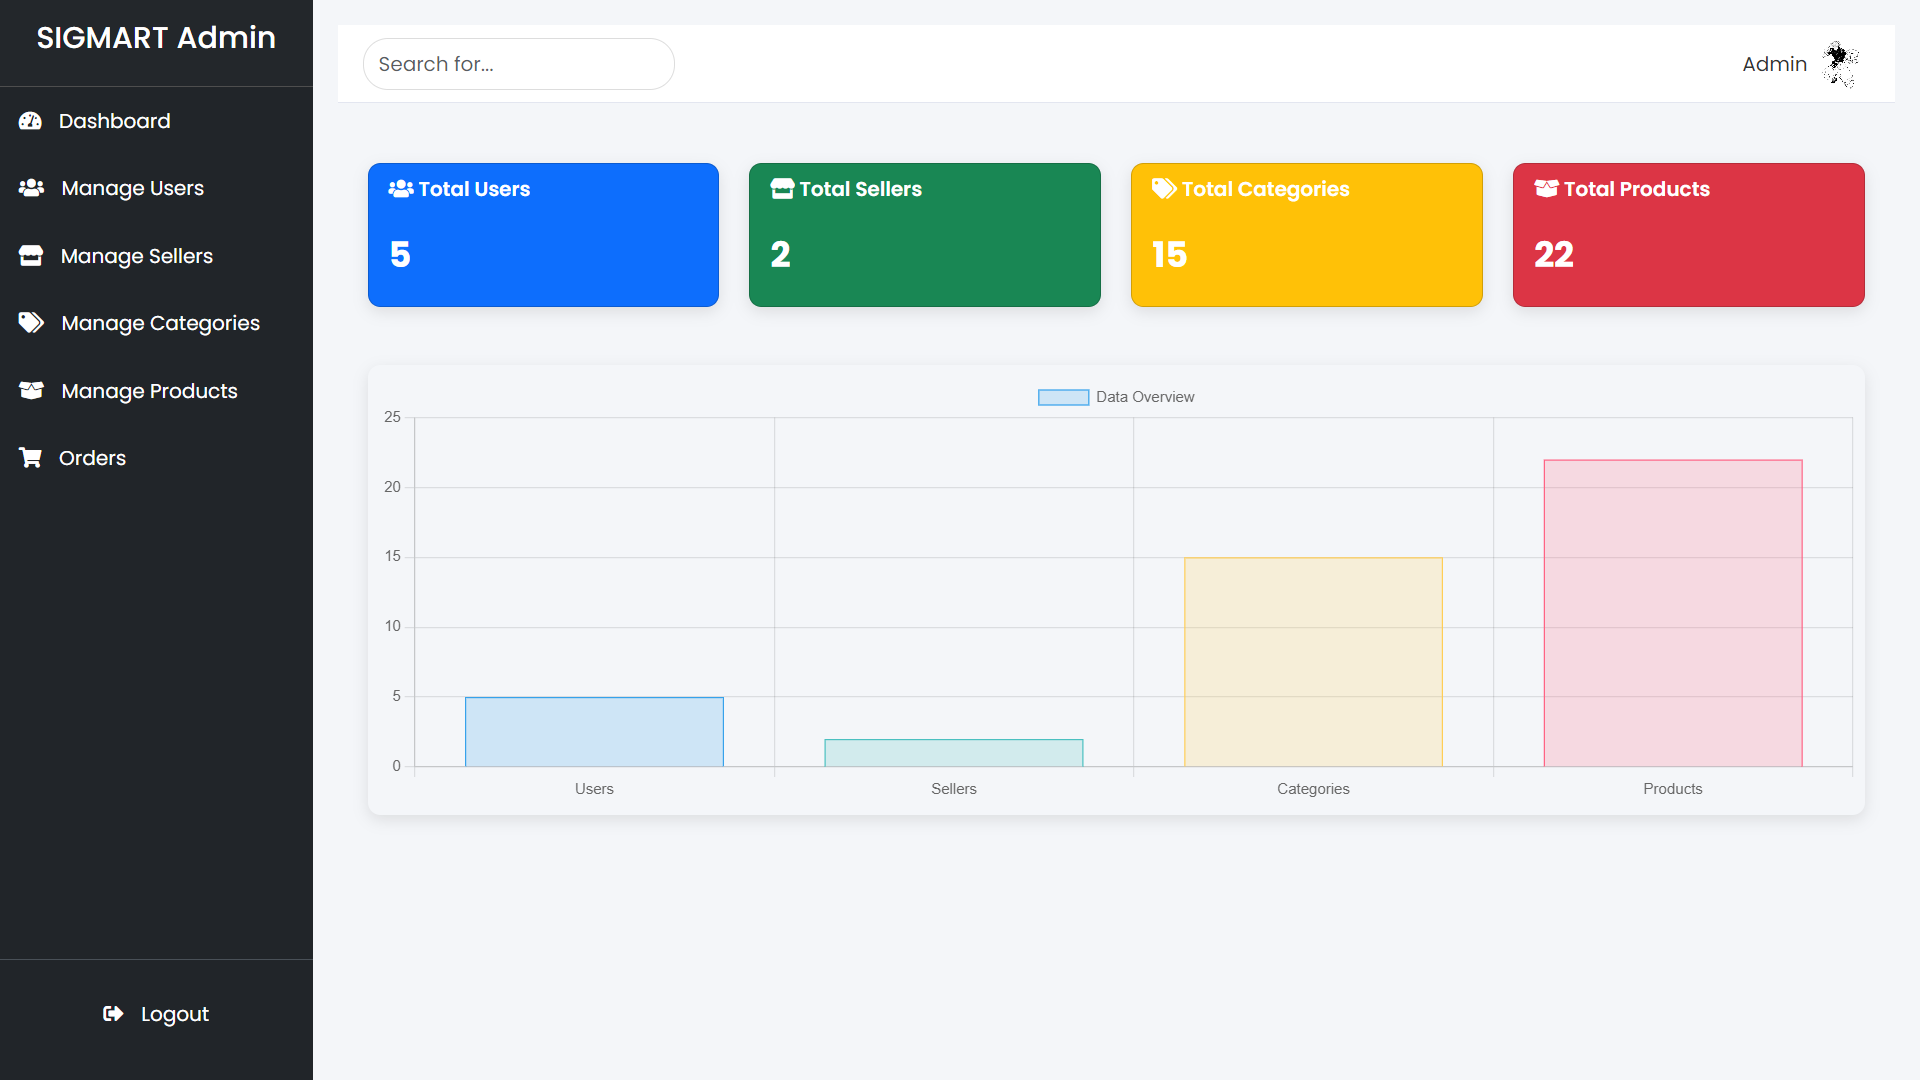 SIGMART Admin
Dashboard
Manage Users
Manage Sellers
Manage Categories
Manage Products
Orders
Logout
Search for...
Admin
Total Users
5
Total Sellers
2
Total Categories
15
Total Products
22
Data Overview
25
20
15
10
5
0
Users
Sellers
Categories
Products